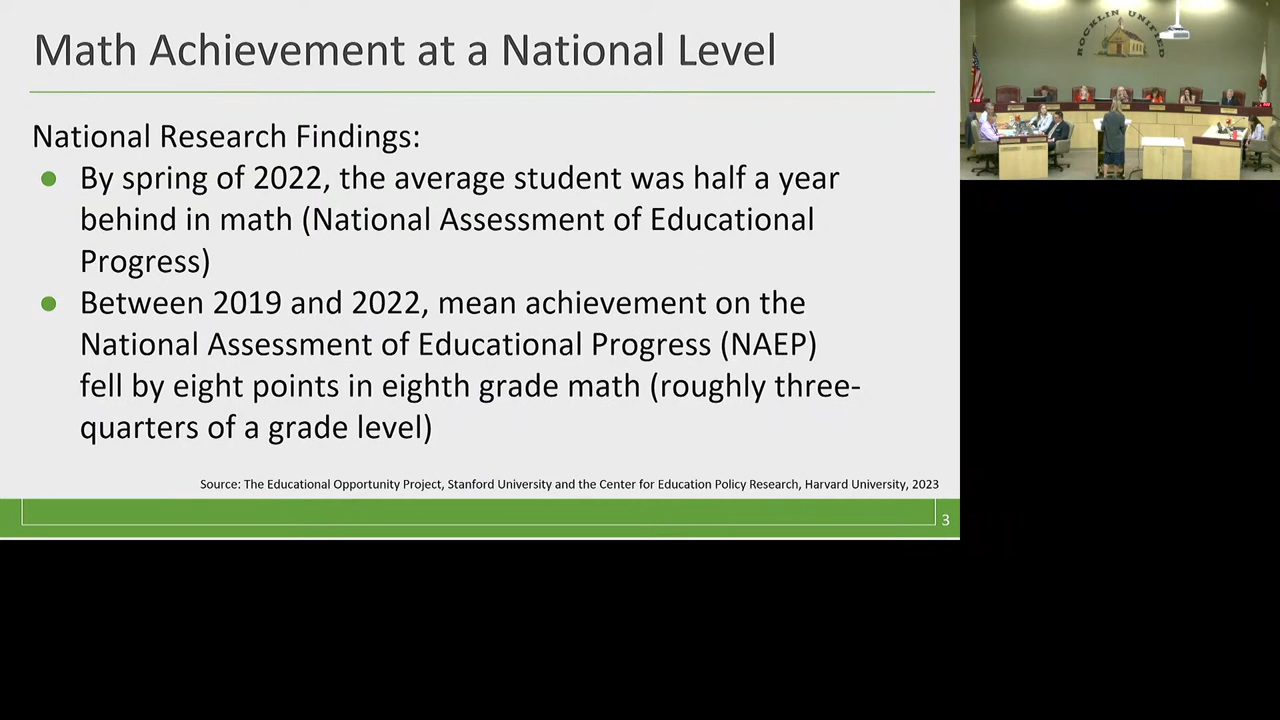 Math Achievement at a National Level
National Research Findings:
● By spring of 2022, the average student was half a year
behind in math (National Assessment of Educational
Progress)
● Between 2019 and 2022, mean achievement on the
National Assessment of Educational Progress (NAEP)
fell by eight points in eighth grade math (roughly three-
quarters of a grade level)
Source: The Educational Opportunity Project, Stanford University and the Center for Education Policy Research, Harvard University, 2023
3
ROCKLIN UNIFIED